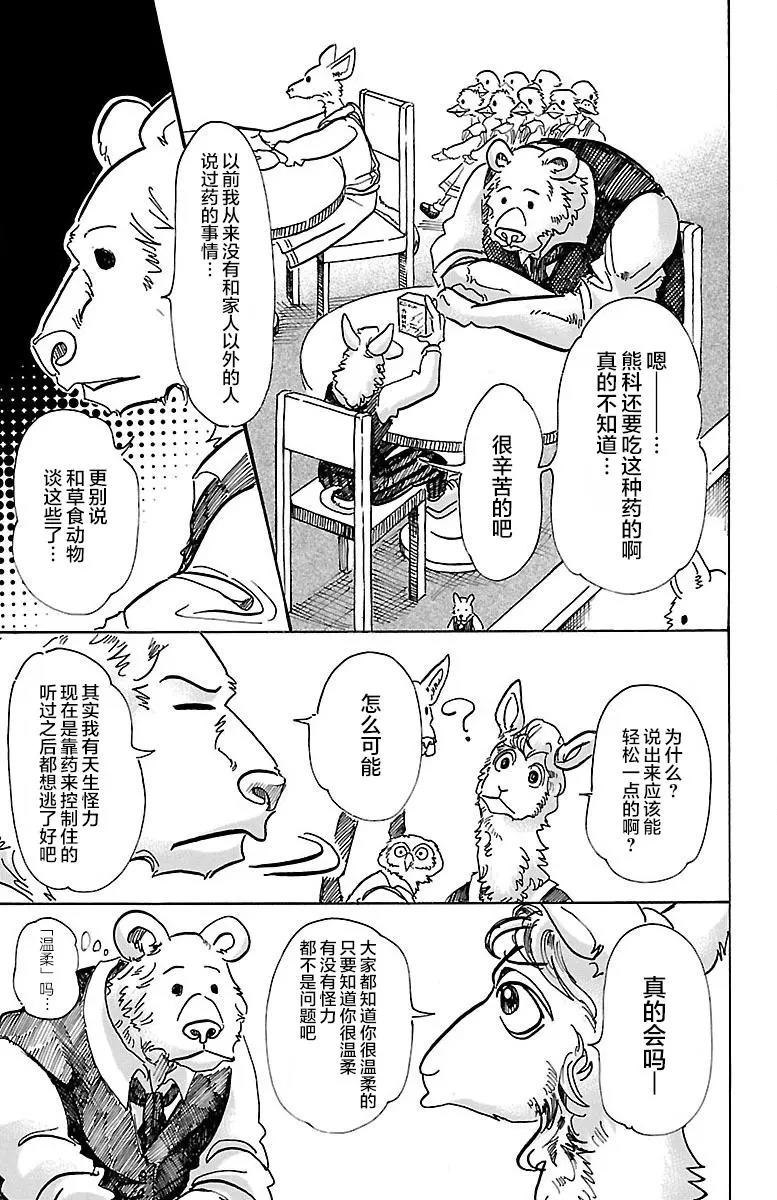 嗯——…
熊科还要吃这种药的啊
真的不知道…
很辛苦的吧
以前我从来没有和家人以外的人
说过药的事情…
更别说
和草食动物
谈这些了…
为什么？
说出来应该能
轻松一点的啊？
?
怎么可能
其实我有天生怪力
现在是靠药来控制住的
听过之后都想逃了好吧
真的会吗—
大家都知道你很温柔的
只要知道你很温柔
有没有怪力
都不是问题吧
「温柔」吗…